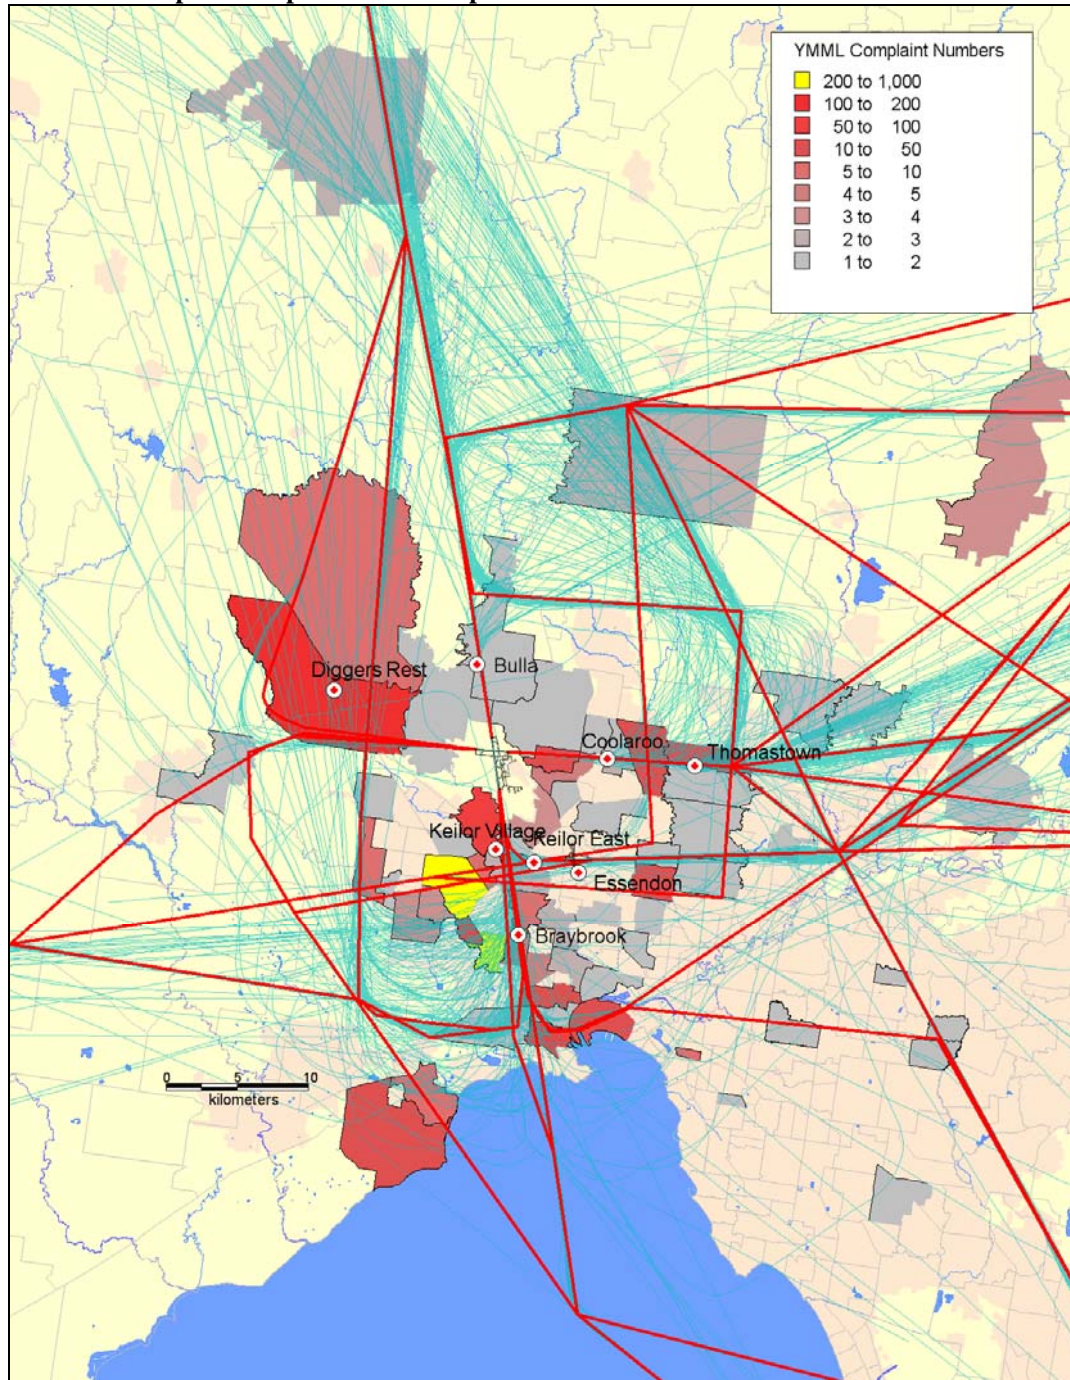 YMML Complaint Numbers
200 to 1,000
100 to 200
50 to 100
10 to 50
5 to 10
4 to 5
3 to 4
2 to 3
1 to 2
Diggers Rest
Bulla
Coolaroo
Thomastown
Keilor Village
Keilor East
Essendon
Braybrook
0 5 10
kilometers